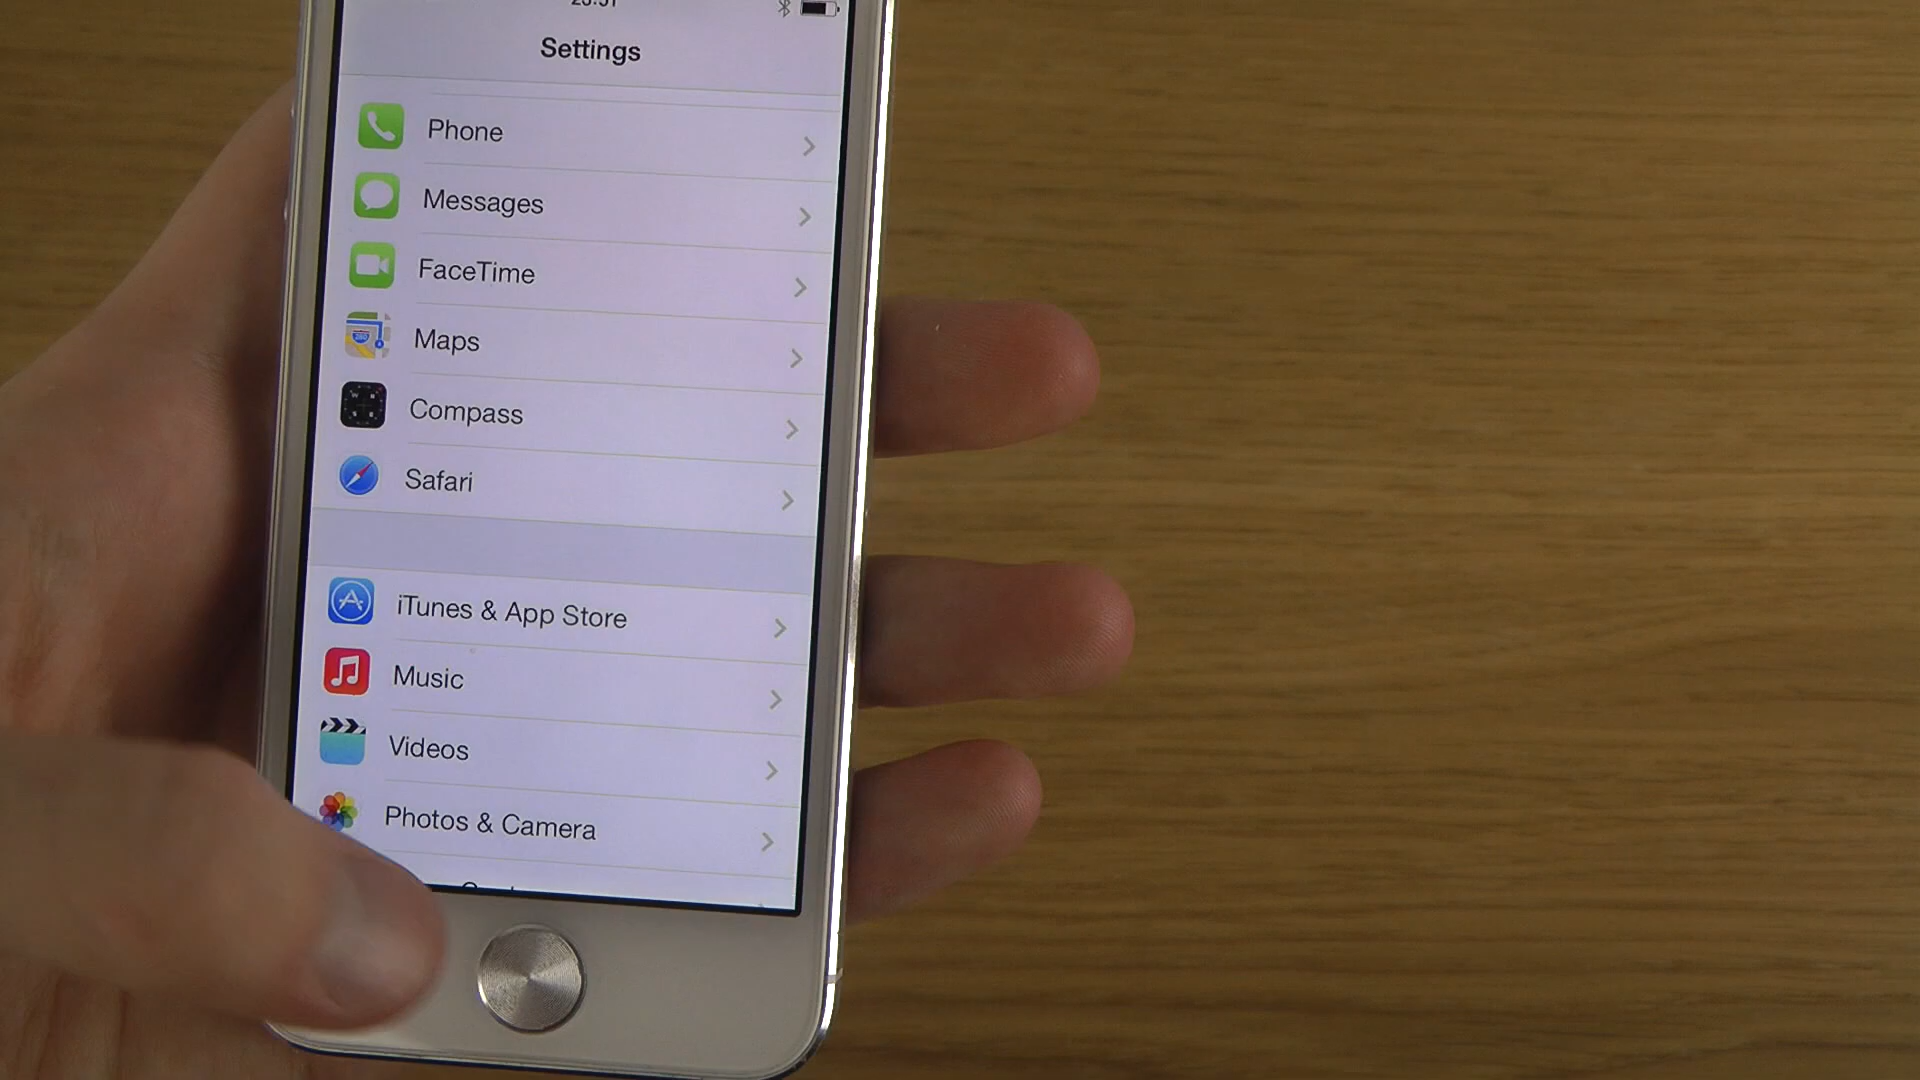 Settings
Phone
Messages
FaceTime
Maps
Compass
Safari
iTunes & App Store
Music
Videos
Photos & Camera